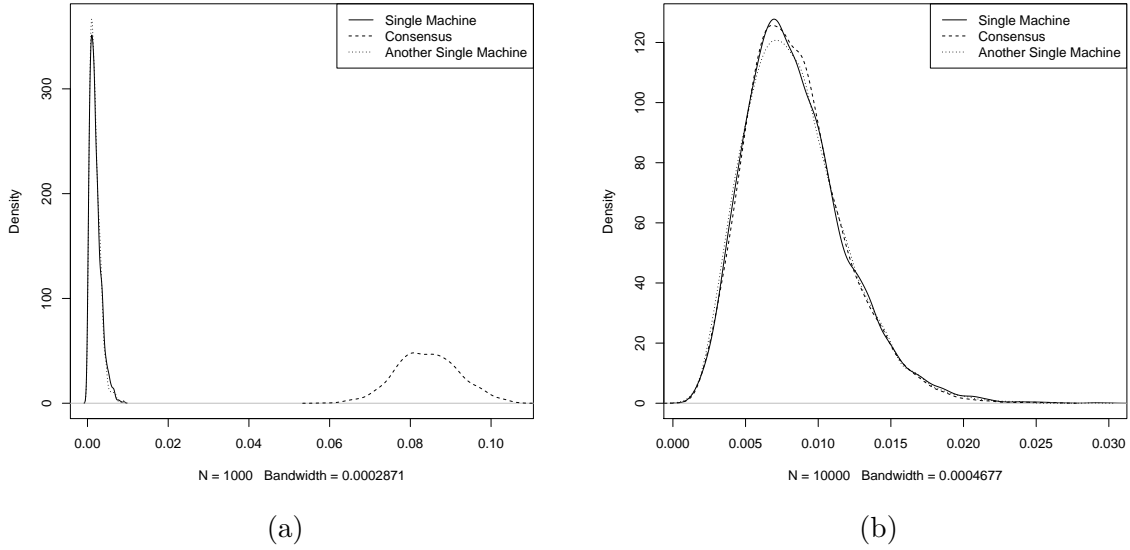 Single Machine
Consensus
Another Single Machine
Density
0
100
200
300
0.00 0.02 0.04 0.06 0.08 0.10
N = 1000 Bandwidth = 0.0002871
(a)
Single Machine
Consensus
Another Single Machine
Density
0
20
40
60
80
100
120
0.000 0.005 0.010 0.015 0.020 0.025 0.030
N = 10000 Bandwidth = 0.0004677
(b)